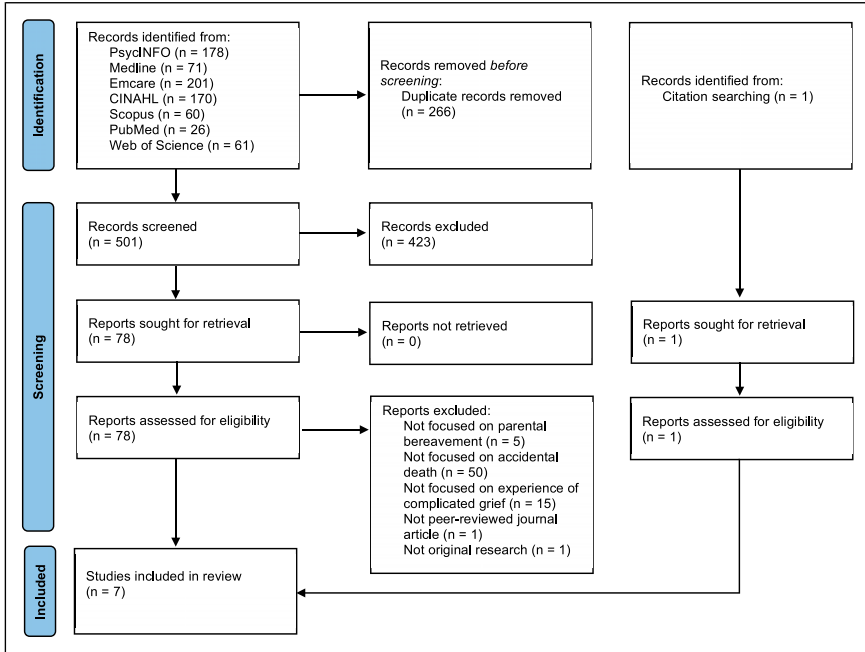 Identification
Records identified from:
PsycINFO (n = 178)
Medline (n = 71)
Emcare (n = 201)
CINAHL (n = 170)
Scopus (n = 60)
PubMed (n = 26)
Web of Science (n = 61)
Records removed before
screening:
Duplicate records removed
(n = 266)
Records identified from:
Citation searching (n = 1)
Screening
Records screened
(n = 501)
Records excluded
(n = 423)
Reports sought for retrieval
(n = 78)
Reports not retrieved
(n = 0)
Reports sought for retrieval
(n = 1)
Reports assessed for eligibility
(n = 78)
Reports excluded:
Not focused on parental
bereavement (n = 5)
Not focused on accidental
death (n = 50)
Not focused on experience of
complicated grief (n = 15)
Not peer-reviewed journal
article (n = 1)
Not original research (n = 1)
Reports assessed for eligibility
(n = 1)
Included
Studies included in review
(n = 7)